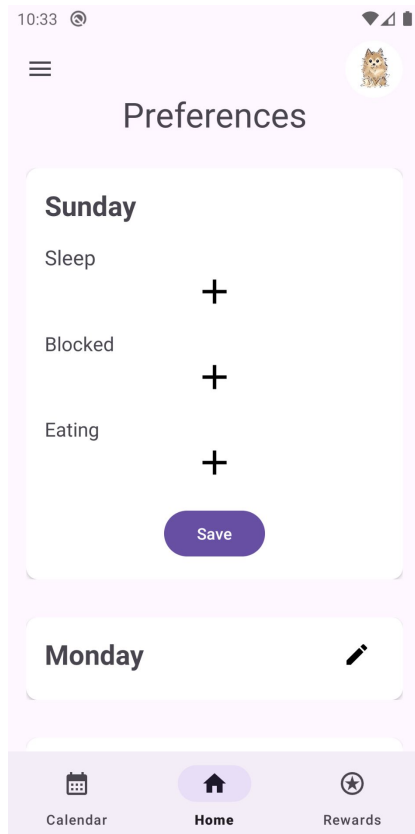 10:33
Preferences
Sunday
Sleep
Blocked
Eating
Save
Monday
Calendar
Home
Rewards